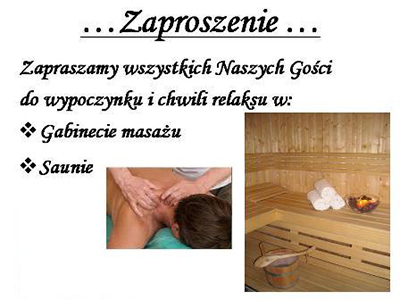 ...Zaproszenie ...
Zapraszamy wszystkich Naszych Gości
do wypoczynku i chwili relaksu w:
❖ Gabinecie masażu
❖ Saunie